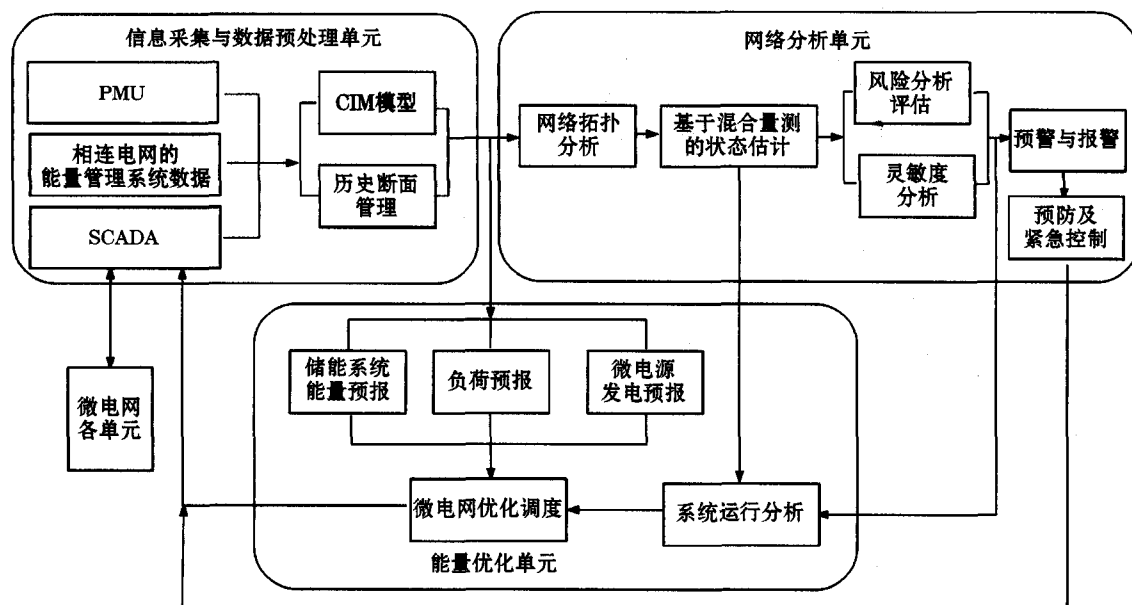 信息采集与数据预处理单元
PMU
相连电网的
能量管理系统数据
SCADA
CIM模型
历史断面
管理
网络分析单元
网络拓扑
分析
基于混合量测
的状态估计
风险分析
评估
灵敏度
分析
预警与报警
预防及
紧急控制
微电网
各单元
储能系统
能量预报
负荷预报
微电源
发电预报
微电网优化调度
系统运行分析
能量优化单元